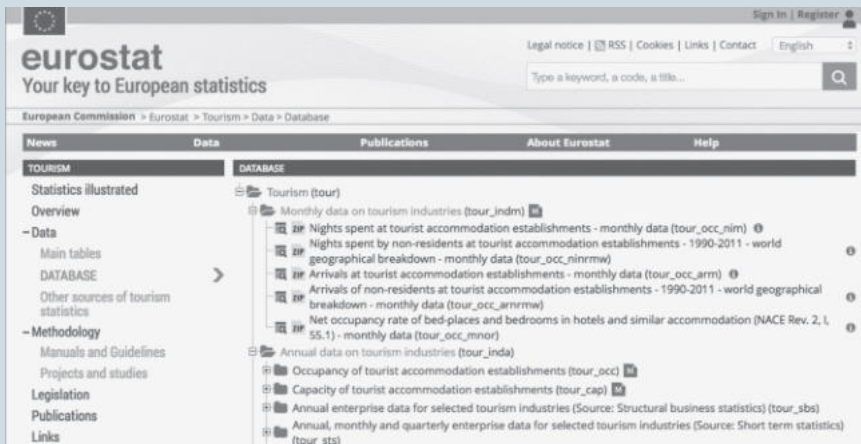 Sign In | Register
Legal notice | RSS | Cookies | Links | Contact
English
eurostat
Your key to European statistics
Type a keyword, a code, a title...
European Commission > Eurostat > Tourism > Data > Database
News Data Publications About Eurostat Help
TOURISM
Statistics illustrated
Overview
– Data
Main tables
DATABASE
Other sources of tourism
statistics
– Methodology
Manuals and Guidelines
Projects and studies
Legislation
Publications
Links
DATABASE
Tourism (tour)
Monthly data on tourism industries (tour_indm) M
ZIP Nights spent at tourist accommodation establishments - monthly data (tour_occ_nim)
ZIP Nights spent by non-residents at tourist accommodation establishments - 1990-2011 - world
geographical breakdown - monthly data (tour_occ_ninrmw)
ZIP Arrivals at tourist accommodation establishments - monthly data (tour_occ_arm)
ZIP Arrivals of non-residents at tourist accommodation establishments - 1990-2011 - world geographical
breakdown - monthly data (tour_occ_arnrmw)
ZIP Net occupancy rate of bed-places and bedrooms in hotels and similar accommodation (NACE Rev. 2, I,
55.1) - monthly data (tour_occ_mnor)
Annual data on tourism industries (tour_inda)
Occupancy of tourist accommodation establishments (tour_occ) M
Capacity of tourist accommodation establishments (tour_cap) M
Annual enterprise data for selected tourism industries (Source: Structural business statistics) (tour_sbs)
Annual, monthly and quarterly enterprise data for selected tourism industries (Source: Short term statistics)
(tour_sts)